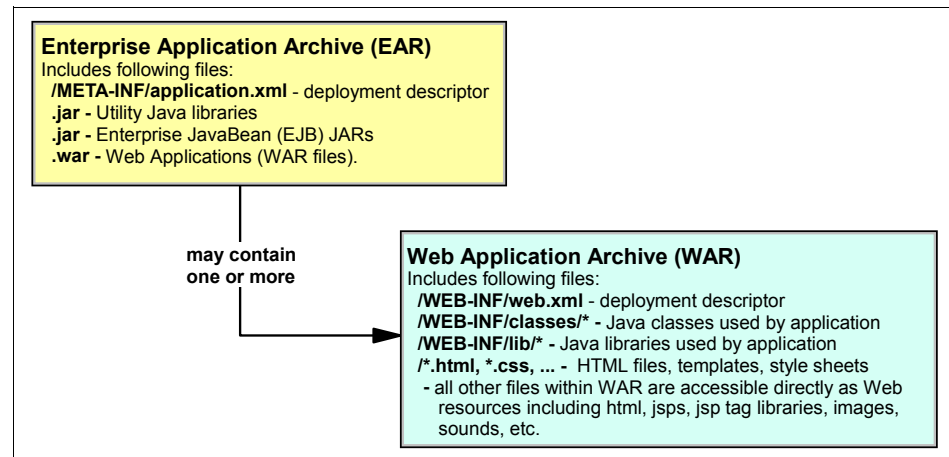 Enterprise Application Archive (EAR)
Includes following files:
/META-INF/application.xml - deployment descriptor
.jar - Utility Java libraries
.jar - Enterprise JavaBean (EJB) JARs
.war - Web Applications (WAR files).
may contain
one or more
Web Application Archive (WAR)
Includes following files:
/WEB-INF/web.xml - deployment descriptor
/WEB-INF/classes/* - Java classes used by application
/WEB-INF/lib/* - Java libraries used by application
/*.html, *.css, ... - HTML files, templates, style sheets
- all other files within WAR are accessible directly as Web
resources including html, jsps, jsp tag libraries, images,
sounds, etc.